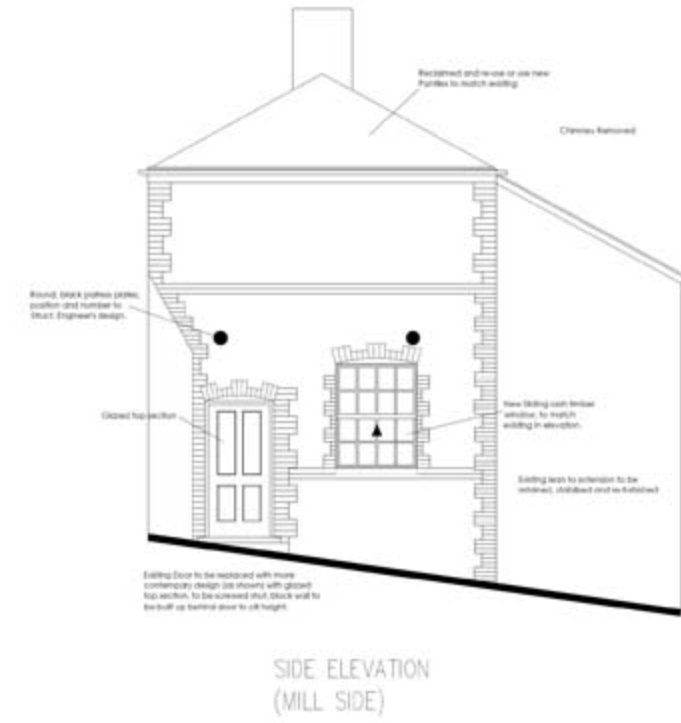 Reclaimed and re-use or use new
Pantiles to match existing
Chimney Removed
Round, black pattress plates,
position and number to
Struct. Engineer's design.
Glazed top section
New Sliding sash timber
window, to match
existing in elevation.
Existing lean to extension to be
retained, stabilised and re-furbished
Existing Door to be replaced with more
contempary design (as shown) with glazed
top section, to be screwed shut, block wall to
be built up behind door to cill height.
SIDE ELEVATION
(MILL SIDE)